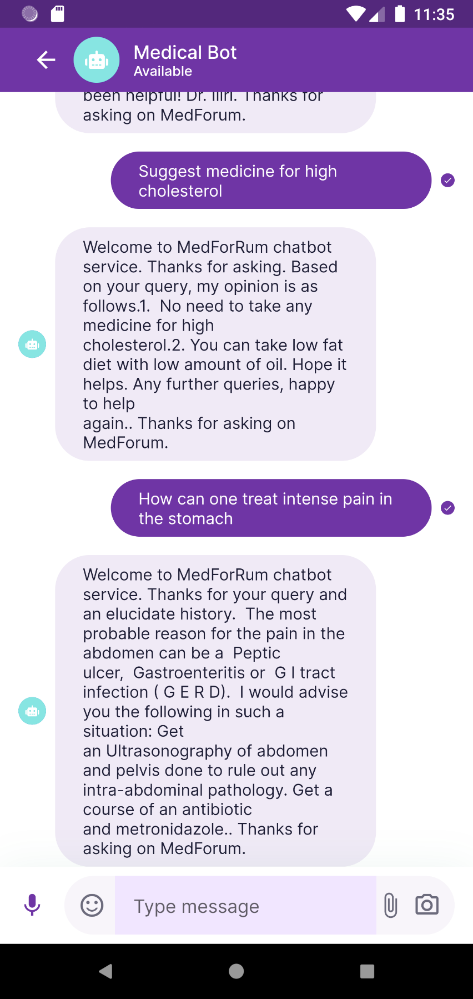 11:35
Medical Bot
Available
been helpful! Dr. Illri. Thanks for
asking on MedForum.
Suggest medicine for high
cholesterol
Welcome to MedForRum chatbot
service. Thanks for asking. Based
on your query, my opinion is as
follows.1.  No need to take any
medicine for high
cholesterol.2. You can take low fat
diet with low amount of oil. Hope it
helps. Any further queries, happy
to help
again.. Thanks for asking on
MedForum.
How can one treat intense pain in
the stomach
Welcome to MedForRum chatbot
service. Thanks for your query and
an elucidate history.  The most
probable reason for the pain in the
abdomen can be a  Peptic
ulcer,  Gastroenteritis or  G I tract
infection ( G E R D).  I would advise
you the following in such a
situation: Get
an Ultrasonography of abdomen
and pelvis done to rule out any
intra-abdominal pathology. Get a
course of an antibiotic
and metronidazole.. Thanks for
asking on MedForum.
Type message